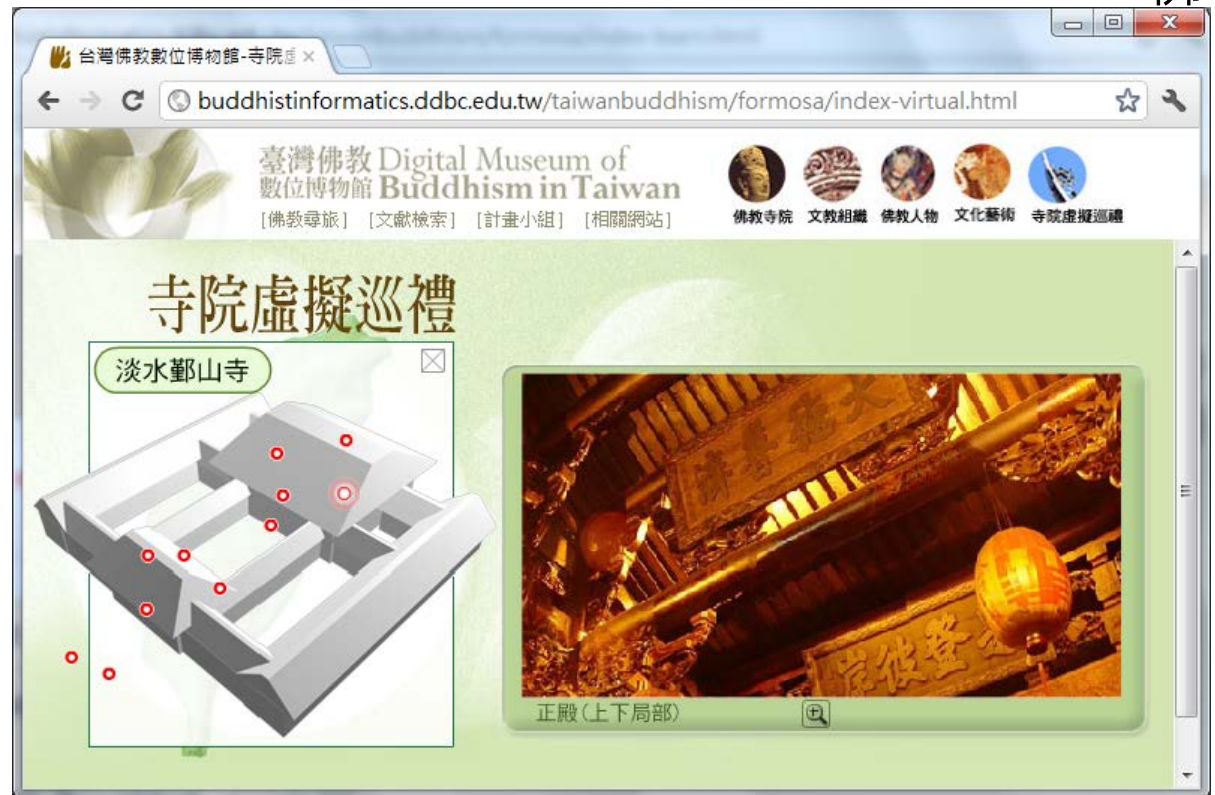 台灣佛教數位博物館-寺院虛
buddhistinformatics.ddbc.edu.tw/taiwanbuddhism/formosa/index-virtual.html
臺灣佛教 Digital Museum of
數位博物館 Buddhism in Taiwan
[佛教尋旅] [文獻檢索] [計畫小組] [相關網站]
佛教寺院 文教組織 佛教人物 文化藝術 寺院虛擬巡禮
寺院虛擬巡禮
淡水鄞山寺
登彼岸
正殿(上下局部)